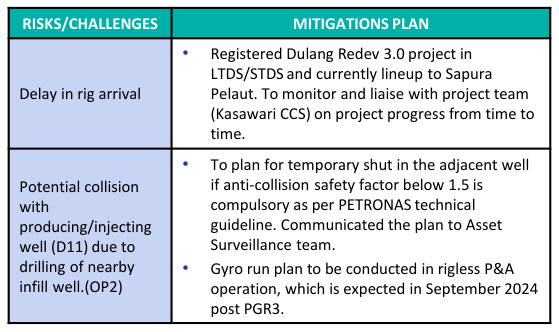 RISKS/CHALLENGES
MITIGATIONS PLAN
Delay in rig arrival
• Registered Dulang Redev 3.0 project in
LTDS/STDS and currently lineup to Sapura
Pelaut. To monitor and liaise with project team
(Kasawari CCS) on project progress from time to
time.
Potential collision
with
producing/injecting
well (D11) due to
drilling of nearby
infill well.(OP2)
• To plan for temporary shut in the adjacent well
if anti-collision safety factor below 1.5 is
compulsory as per PETRONAS technical
guideline. Communicated the plan to Asset
Surveillance team.
• Gyro run plan to be conducted in rigless P&A
operation, which is expected in September 2024
post PGR3.